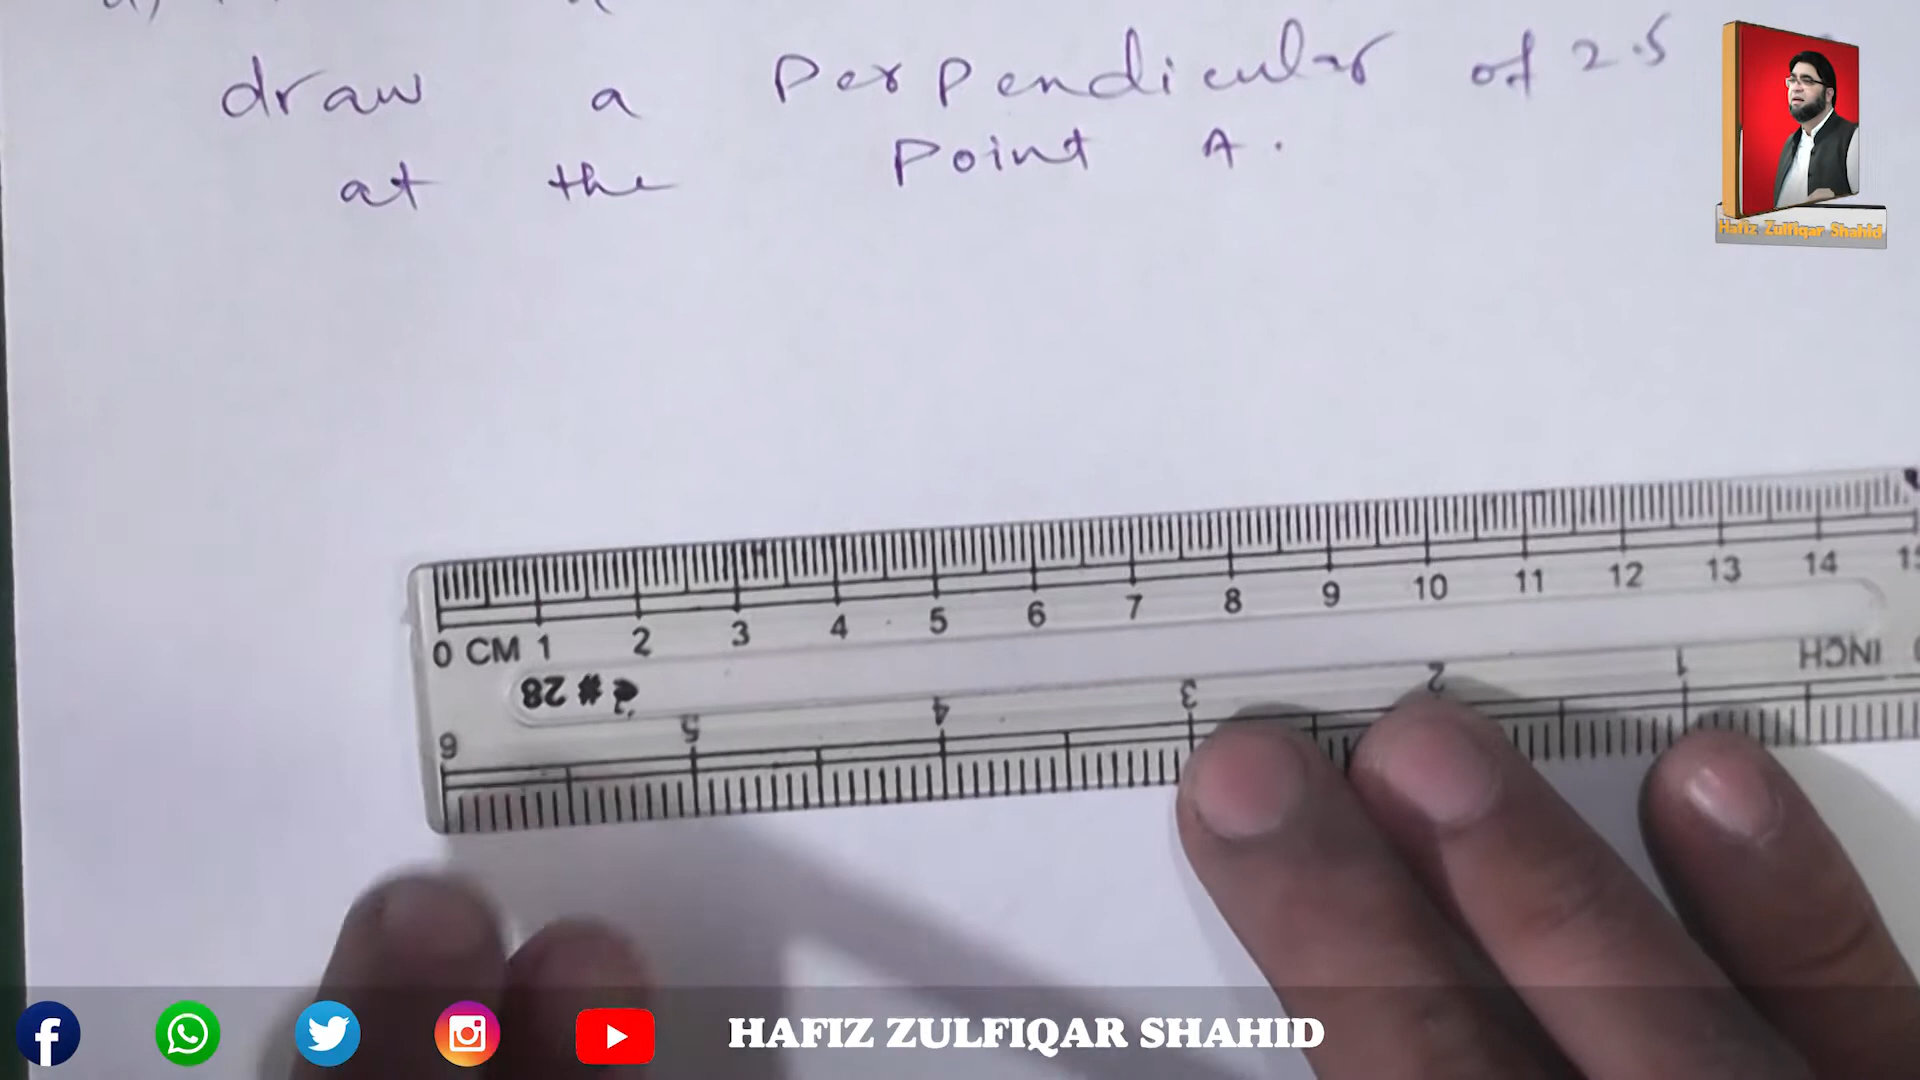 draw a Perpendicular of 2.5
at the Point A.
Hafiz Zulfiqar Shahid
0 CM 1 2 3 4 5 6 7 8 9 10 11 12 13 14
# 28
6 5 4 3 2 1 INCH
HAFIZ ZULFIQAR SHAHID